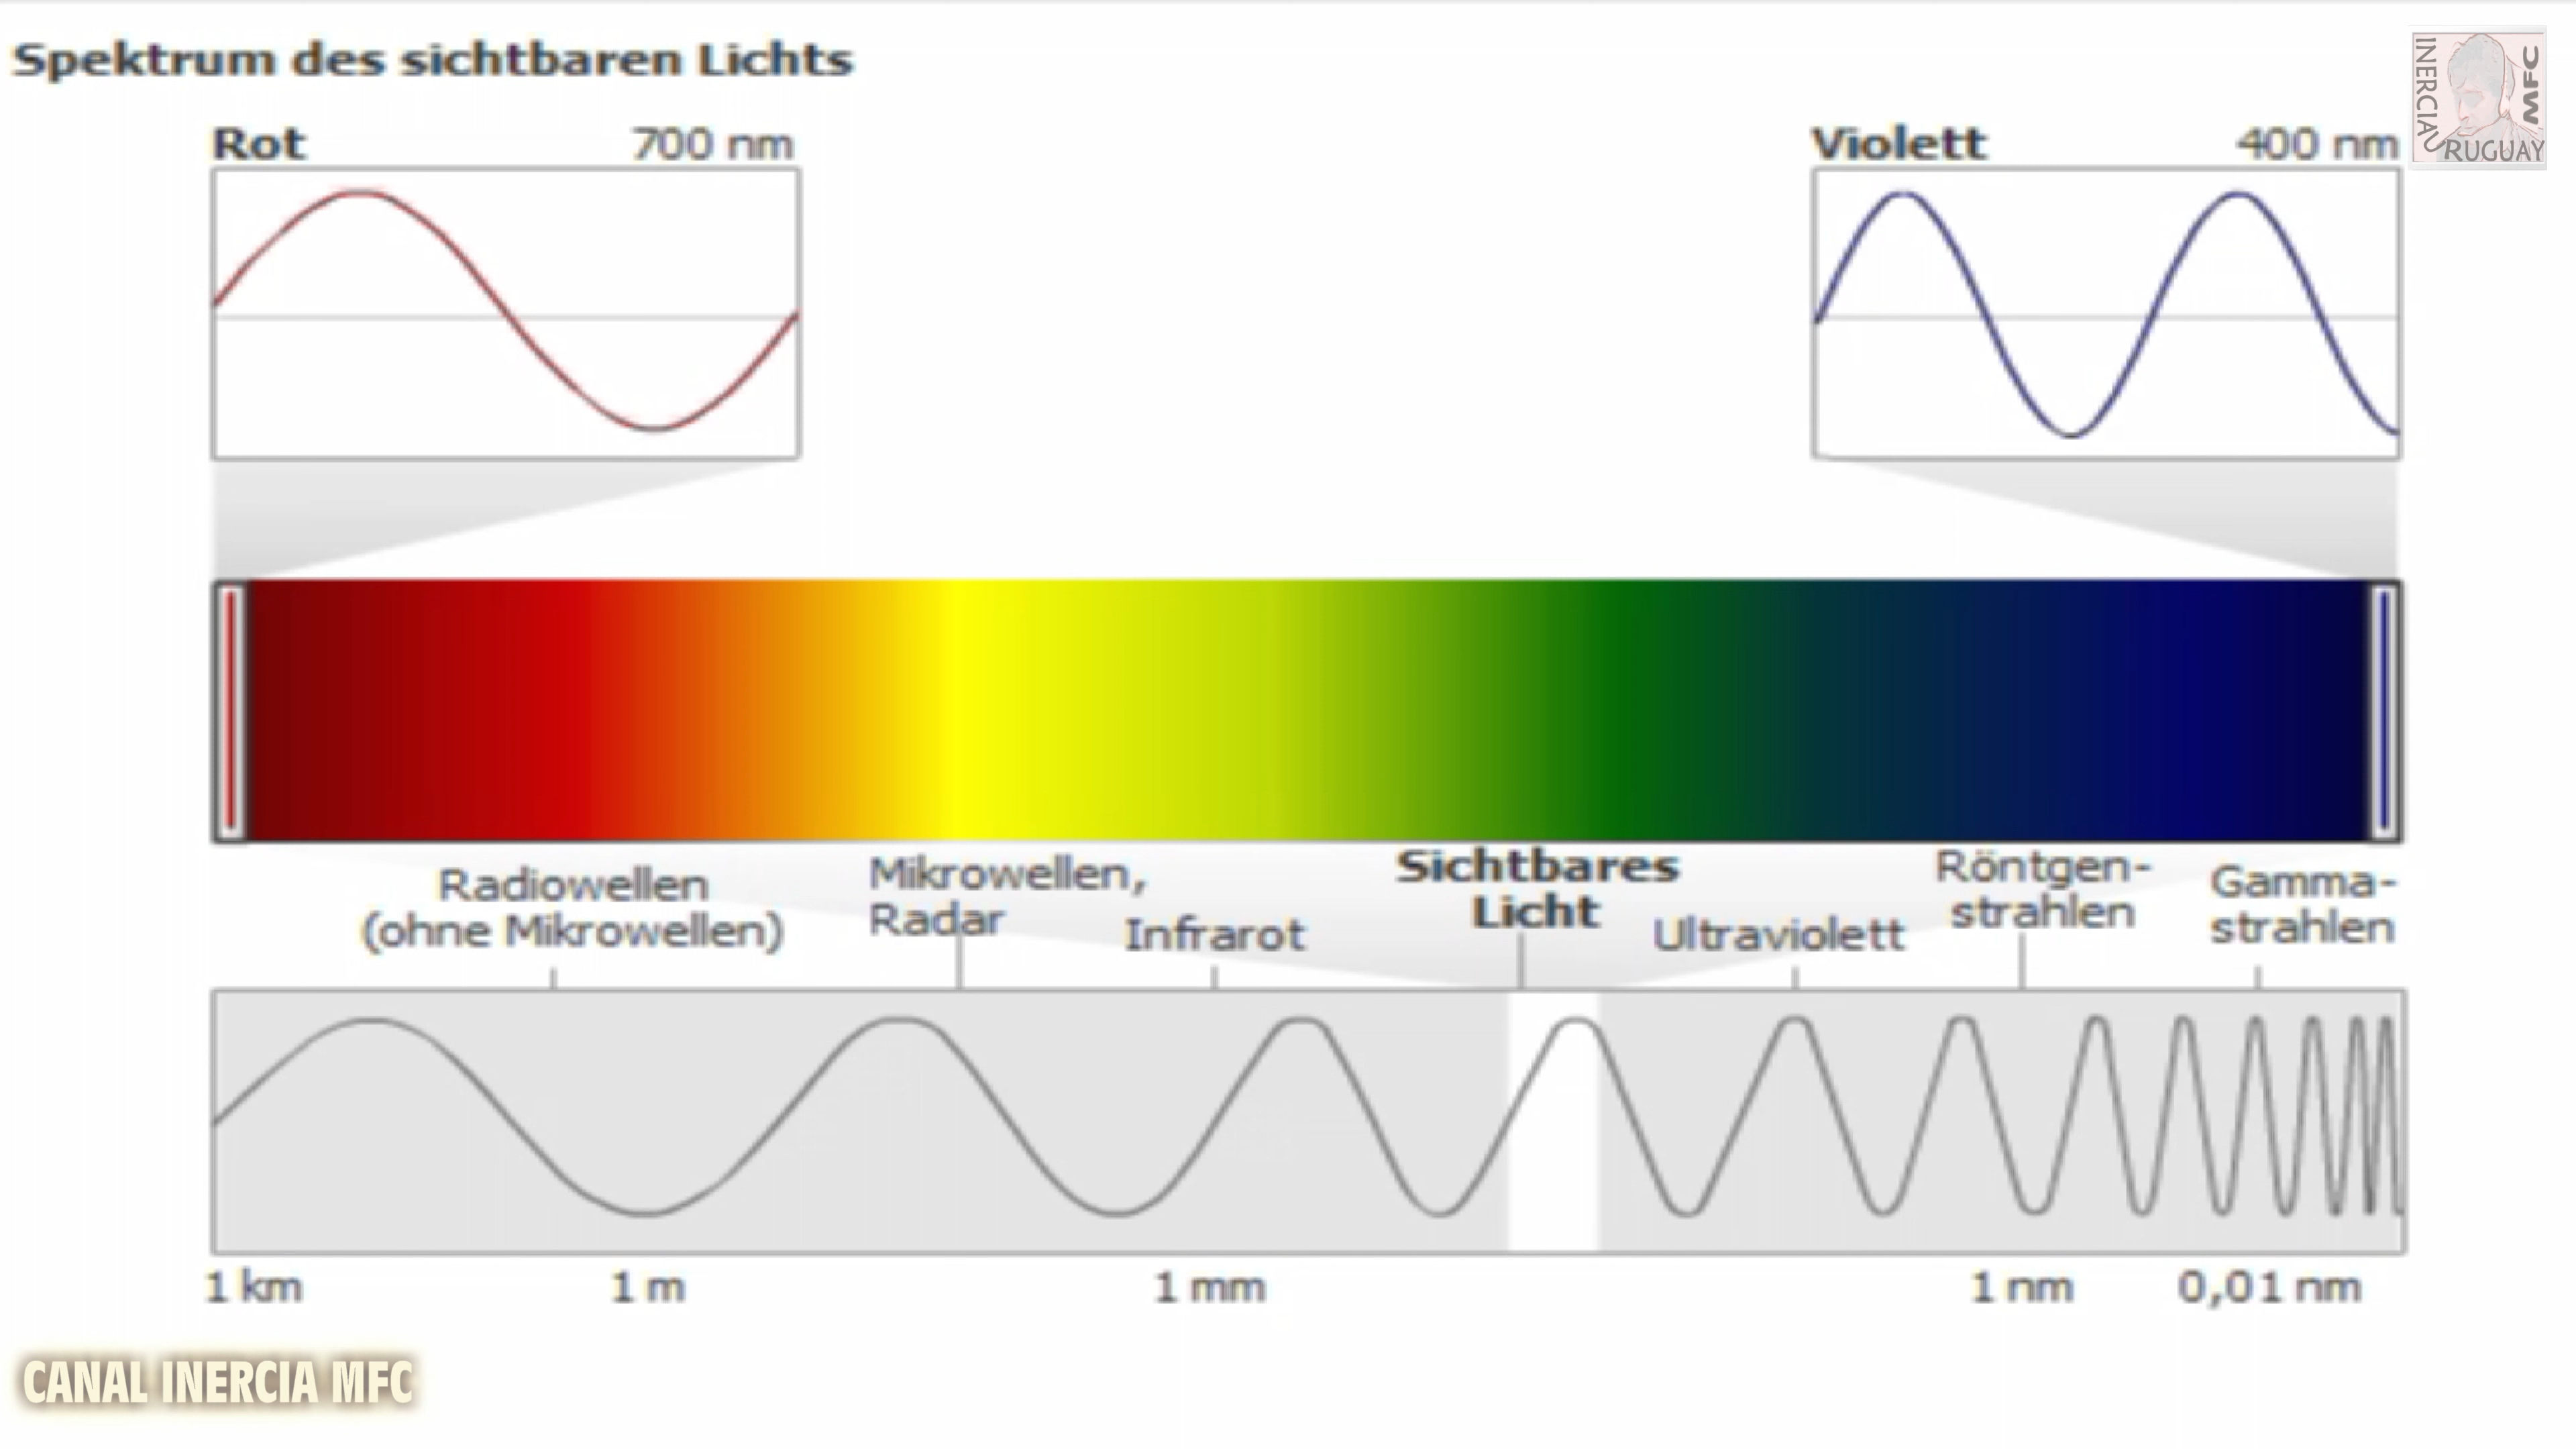 Spektrum des sichtbaren Lichts
INERCIA
MFC
URUGUAY
Rot 700 nm
Violett 400 nm
Radiowellen
(ohne Mikrowellen)
Mikrowellen,
Radar
Infrarot
Sichtbares
Licht
Ultraviolett
Röntgen-
strahlen
Gamma-
strahlen
1 km 1 m 1 mm 1 nm 0,01 nm
CANAL INERCIA MFC